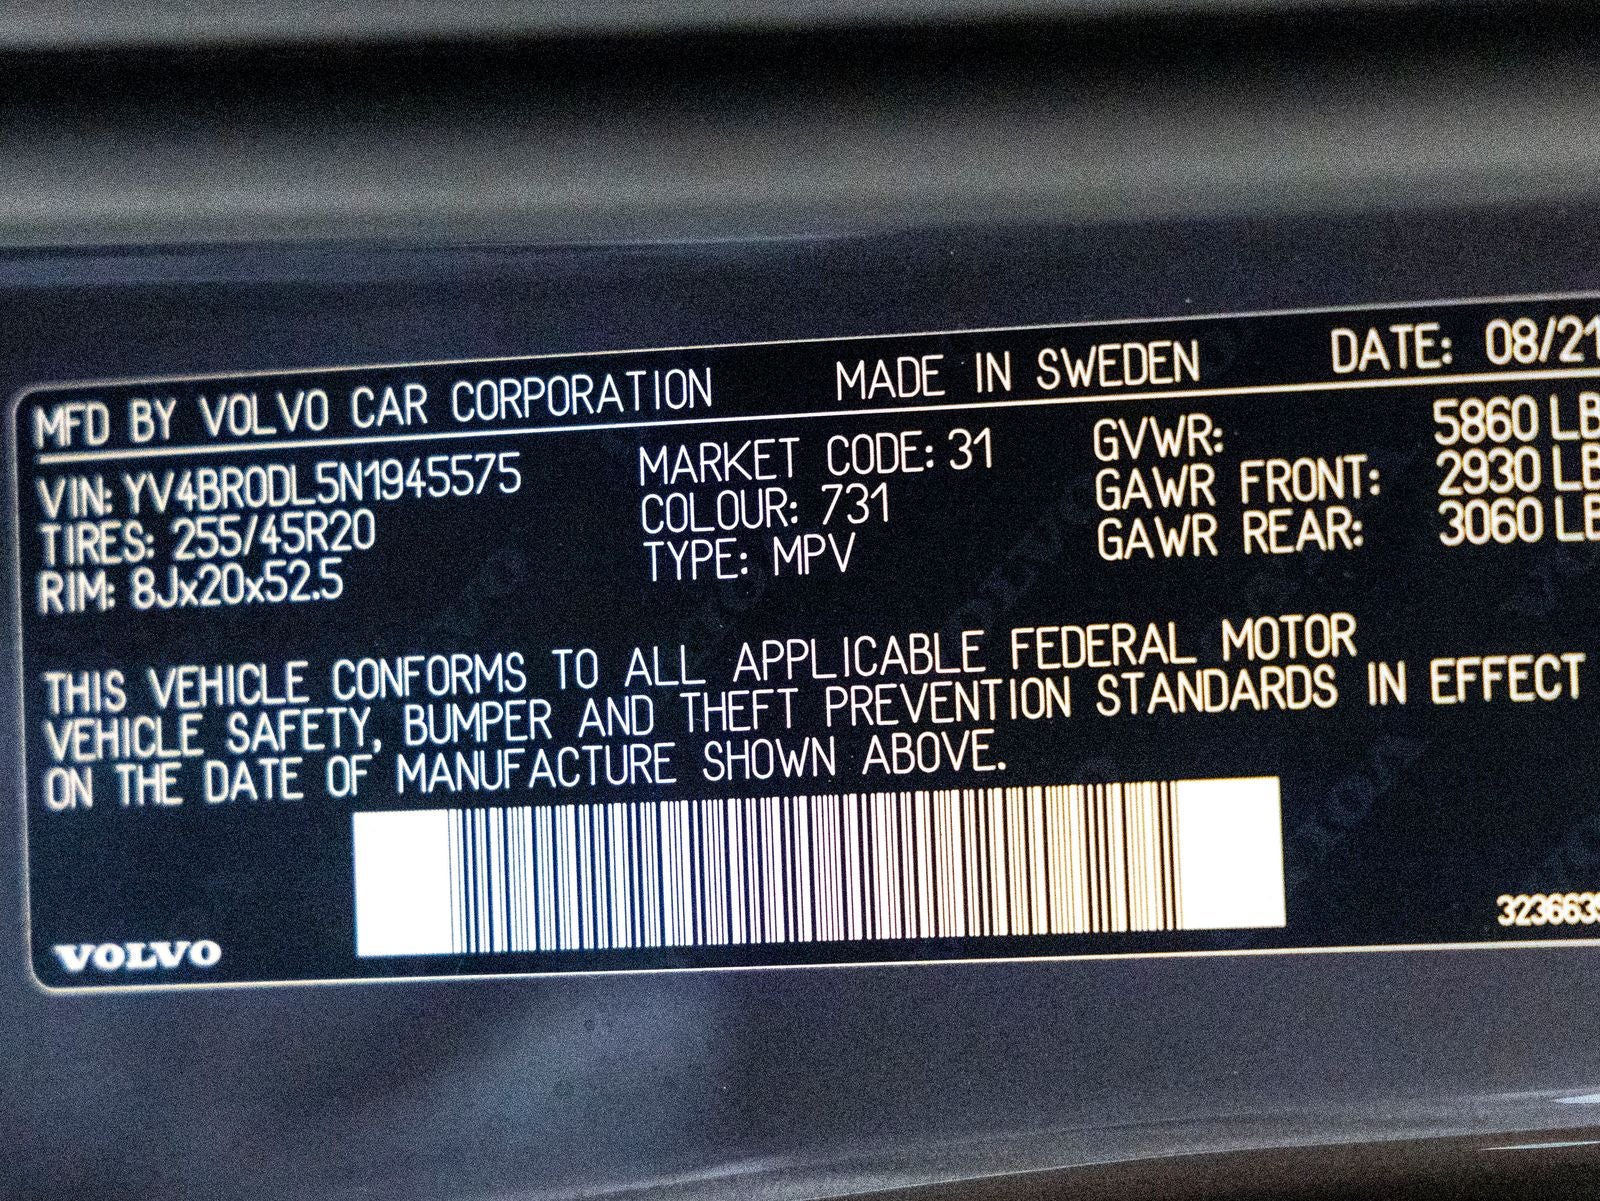 MFD BY VOLVO CAR CORPORATION MADE IN SWEDEN DATE: 08/21
VIN: YV4BR0DL5N1945575 MARKET CODE: 31 GVWR: 5860 LB
TIRES: 255/45R20 COLOUR: 731 GAWR FRONT: 2930 LB
RIM: 8Jx20x52.5 TYPE: MPV GAWR REAR: 3060 LB
THIS VEHICLE CONFORMS TO ALL APPLICABLE FEDERAL MOTOR
VEHICLE SAFETY, BUMPER AND THEFT PREVENTION STANDARDS IN EFFECT
ON THE DATE OF MANUFACTURE SHOWN ABOVE.
VOLVO
3236639